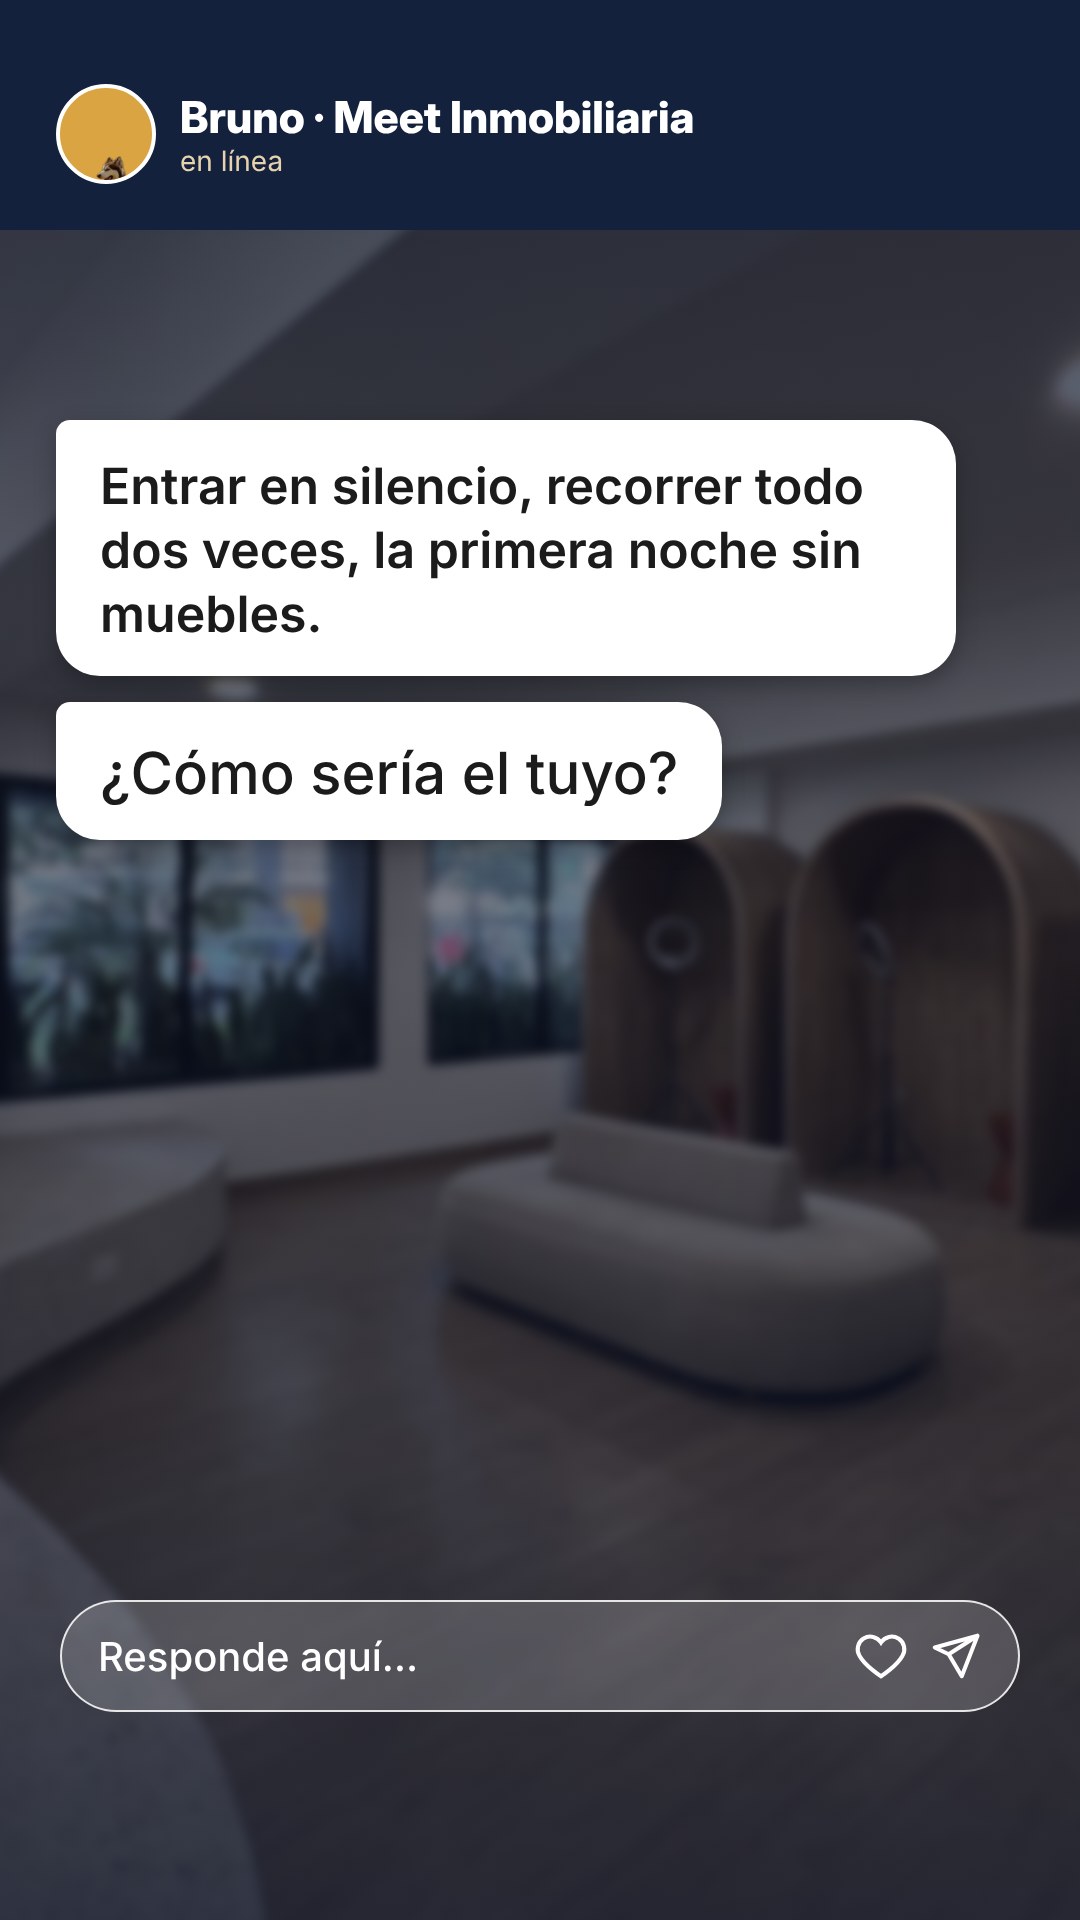 Bruno · Meet Inmobiliaria
en línea
Entrar en silencio, recorrer todo
dos veces, la primera noche sin
muebles.
¿Cómo sería el tuyo?
Responde aquí...